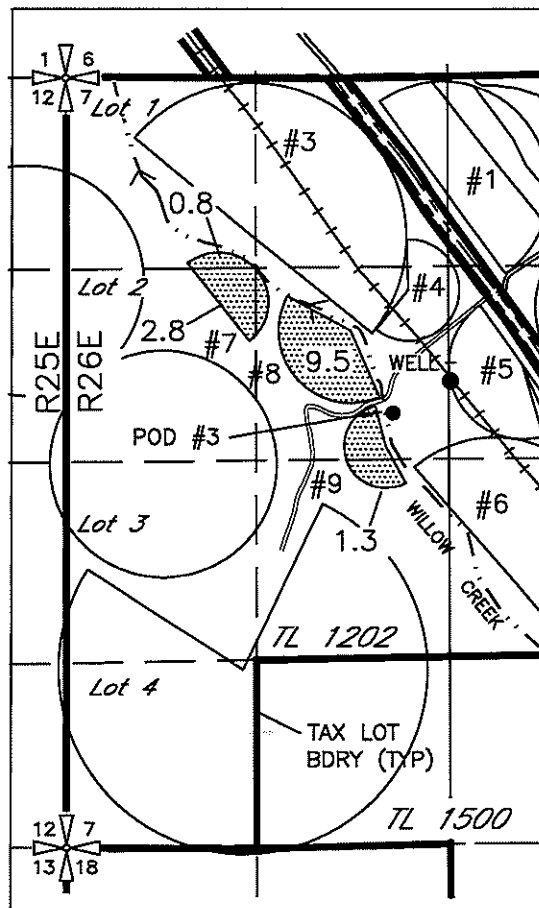 1 6
12 7
Lot 1
#3
#1
0.8
Lot 2
#4
2.8
#7
R25E
R26E
#8
9.5
WELL
#5
POD #3
#9
#6
Lot 3
1.3
WILLOW
CREEK
TL 1202
Lot 4
TAX LOT
BDRY (TYP)
TL 1500
12 7
13 18